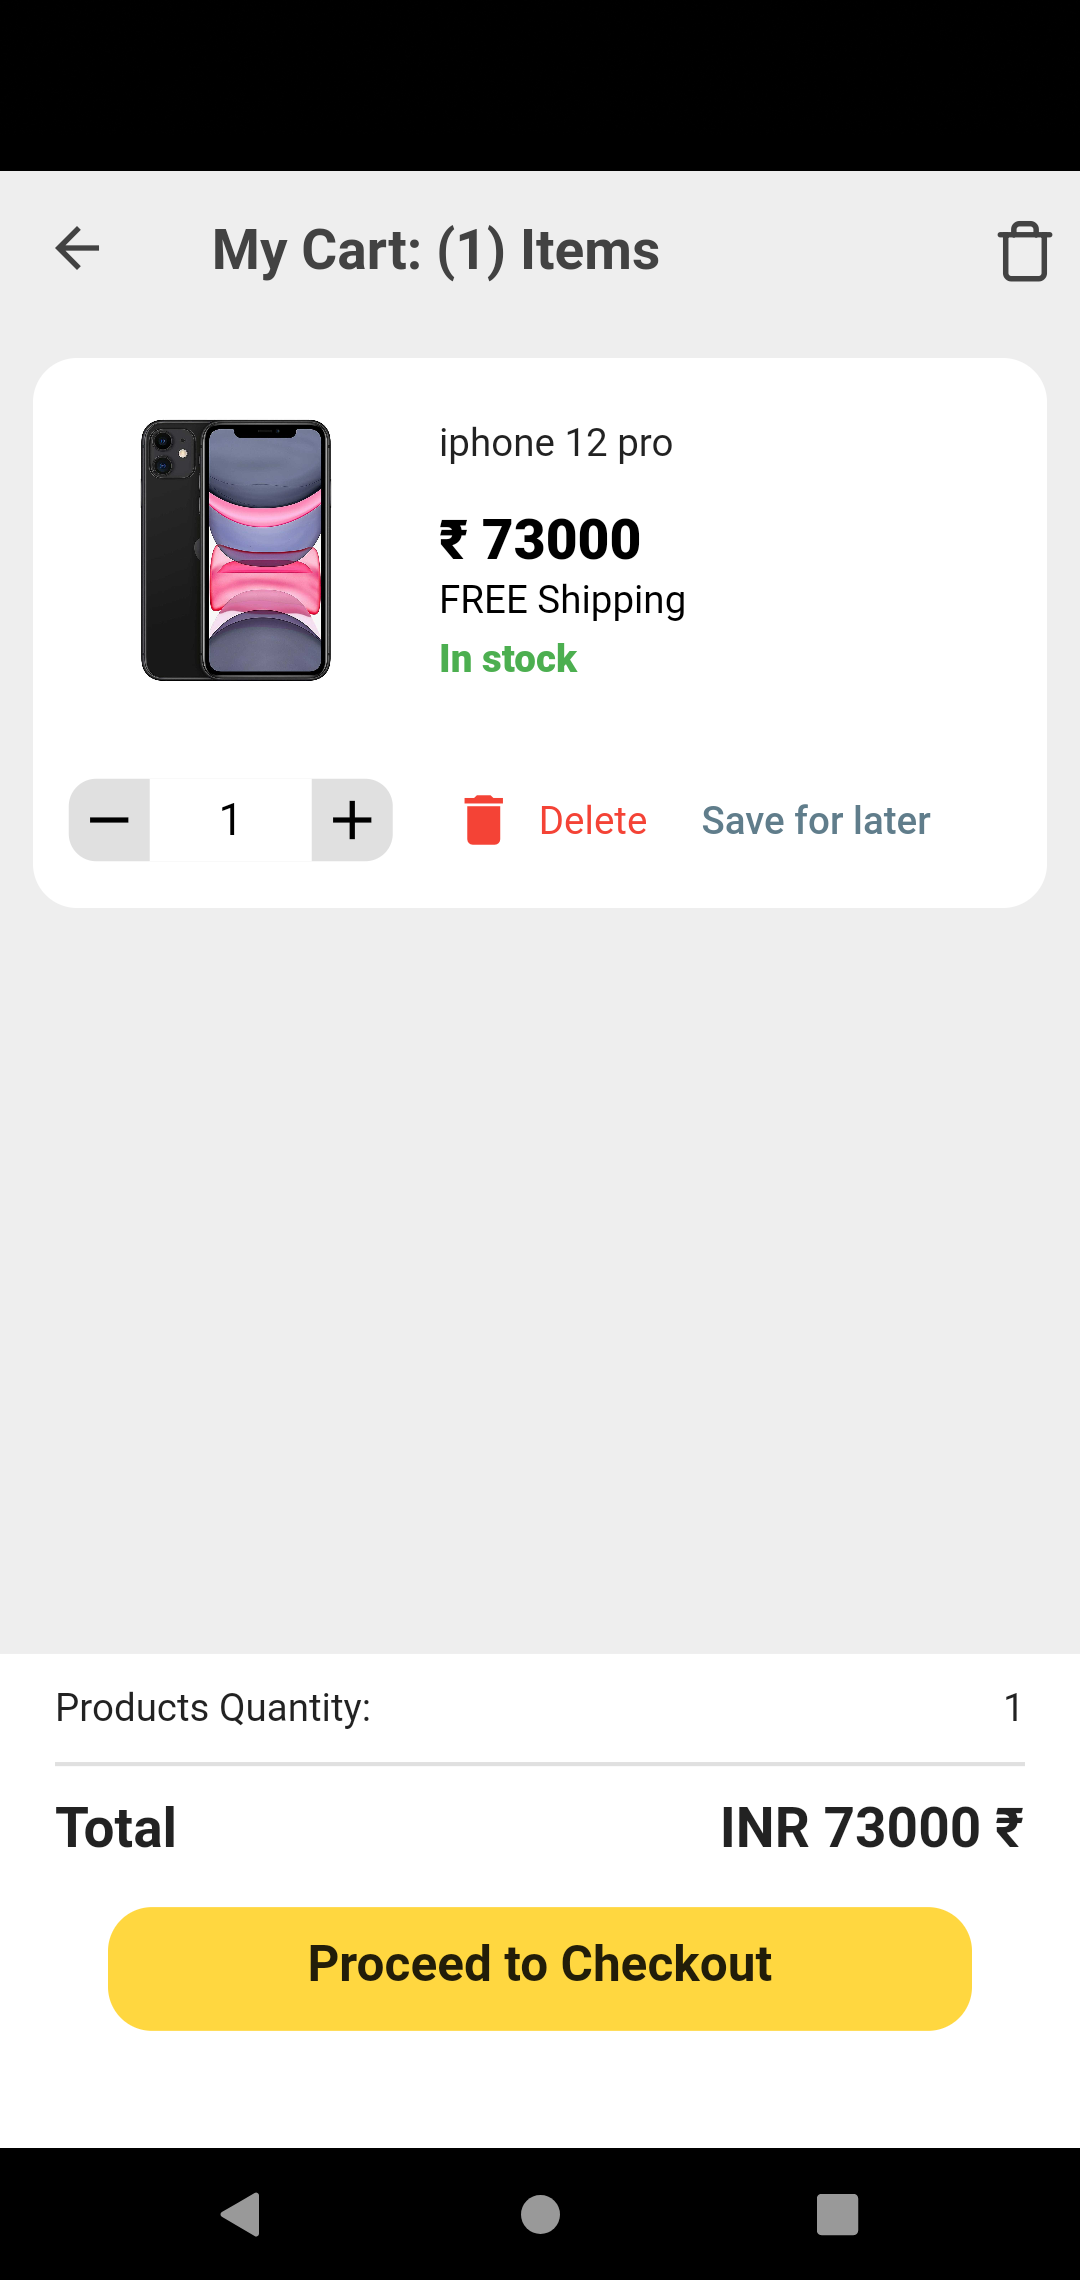 My Cart: (1) Items
iphone 12 pro
₹ 73000
FREE Shipping
In stock
1
Delete
Save for later
Products Quantity: 1
Total INR 73000 ₹
Proceed to Checkout